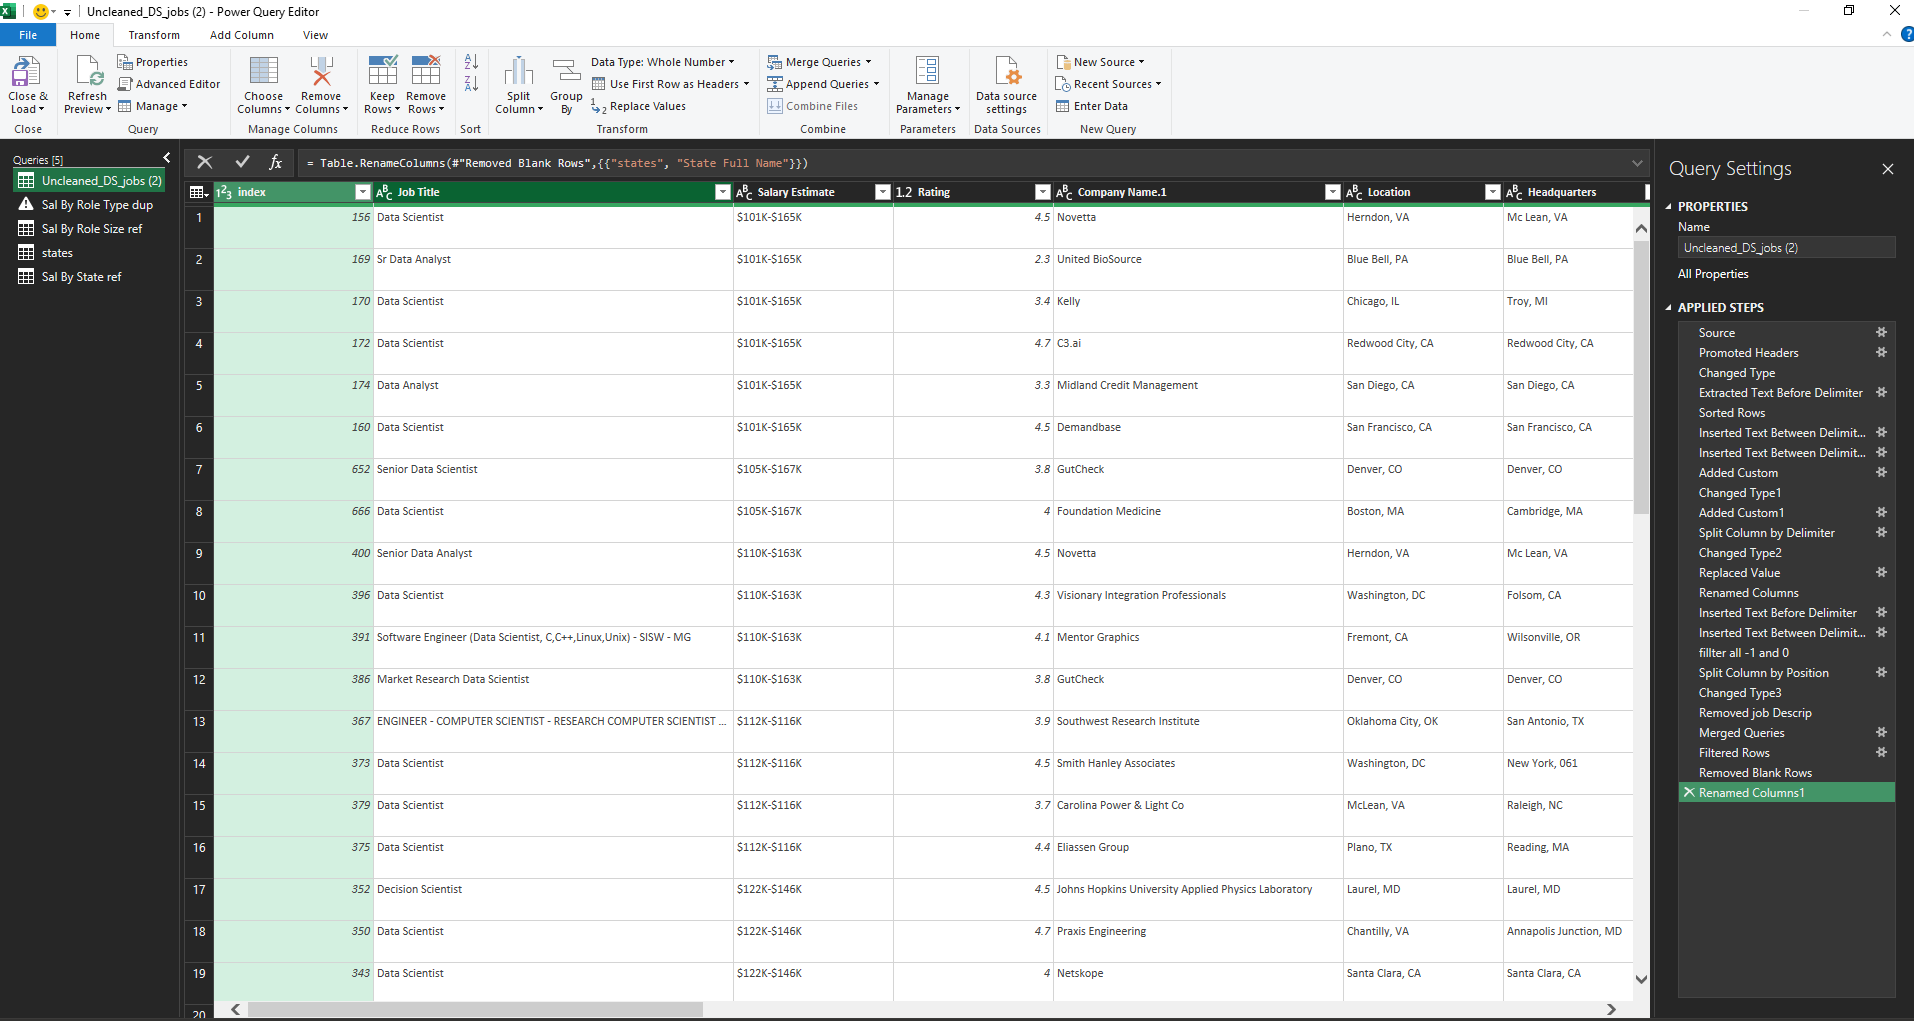 Uncleaned_DS_jobs (2) - Power Query Editor
File Home Transform Add Column View
Close & Load
Close
Refresh Preview
Properties
Advanced Editor
Manage
Query
Choose Columns
Remove Columns
Manage Columns
Keep Rows
Remove Rows
Reduce Rows
Sort
Split Column
Group By
Data Type: Whole Number
Use First Row as Headers
Replace Values
Transform
Merge Queries
Append Queries
Combine Files
Combine
Manage Parameters
Parameters
Data source settings
Data Sources
New Source
Recent Sources
Enter Data
New Query
Queries [5]
Uncleaned_DS_jobs (2)
Sal By Role Type dup
Sal By Role Size ref
states
Sal By State ref
fx = Table.RenameColumns(#"Removed Blank Rows",{{"states", "State Full Name"}})
123 index ABC Job Title ABC Salary Estimate 1.2 Rating ABC Company Name.1 ABC Location ABC Headquarters
1 156 Data Scientist $101K-$165K 4.5 Novetta Herndon, VA Mc Lean, VA
2 169 Sr Data Analyst $101K-$165K 2.3 United BioSource Blue Bell, PA Blue Bell, PA
3 170 Data Scientist $101K-$165K 3.4 Kelly Chicago, IL Troy, MI
4 172 Data Scientist $101K-$165K 4.7 C3.ai Redwood City, CA Redwood City, CA
5 174 Data Analyst $101K-$165K 3.3 Midland Credit Management San Diego, CA San Diego, CA
6 160 Data Scientist $101K-$165K 4.5 Demandbase San Francisco, CA San Francisco, CA
7 652 Senior Data Scientist $105K-$167K 3.8 GutCheck Denver, CO Denver, CO
8 666 Data Scientist $105K-$167K 4 Foundation Medicine Boston, MA Cambridge, MA
9 400 Senior Data Analyst $110K-$163K 4.5 Novetta Herndon, VA Mc Lean, VA
10 396 Data Scientist $110K-$163K 4.3 Visionary Integration Professionals Washington, DC Folsom, CA
11 391 Software Engineer (Data Scientist, C,C++,Linux,Unix) - SISW - MG $110K-$163K 4.1 Mentor Graphics Fremont, CA Wilsonville, OR
12 386 Market Research Data Scientist $110K-$163K 3.8 GutCheck Denver, CO Denver, CO
13 367 ENGINEER - COMPUTER SCIENTIST - RESEARCH COMPUTER SCIENTIST ... $112K-$116K 3.9 Southwest Research Institute Oklahoma City, OK San Antonio, TX
14 373 Data Scientist $112K-$116K 4.5 Smith Hanley Associates Washington, DC New York, 061
15 379 Data Scientist $112K-$116K 3.7 Carolina Power & Light Co McLean, VA Raleigh, NC
16 375 Data Scientist $112K-$116K 4.4 Eliassen Group Plano, TX Reading, MA
17 352 Decision Scientist $122K-$146K 4.5 Johns Hopkins University Applied Physics Laboratory Laurel, MD Laurel, MD
18 350 Data Scientist $122K-$146K 4.7 Praxis Engineering Chantilly, VA Annapolis Junction, MD
19 343 Data Scientist $122K-$146K 4 Netskope Santa Clara, CA Santa Clara, CA
20
Query Settings
PROPERTIES
Name
Uncleaned_DS_jobs (2)
All Properties
APPLIED STEPS
Source
Promoted Headers
Changed Type
Extracted Text Before Delimiter
Sorted Rows
Inserted Text Between Delimit...
Inserted Text Between Delimit...
Added Custom
Changed Type1
Added Custom1
Split Column by Delimiter
Changed Type2
Replaced Value
Renamed Columns
Inserted Text Before Delimiter
Inserted Text Between Delimit...
fillter all -1 and 0
Split Column by Position
Changed Type3
Removed job Descrip
Merged Queries
Filtered Rows
Removed Blank Rows
Renamed Columns1